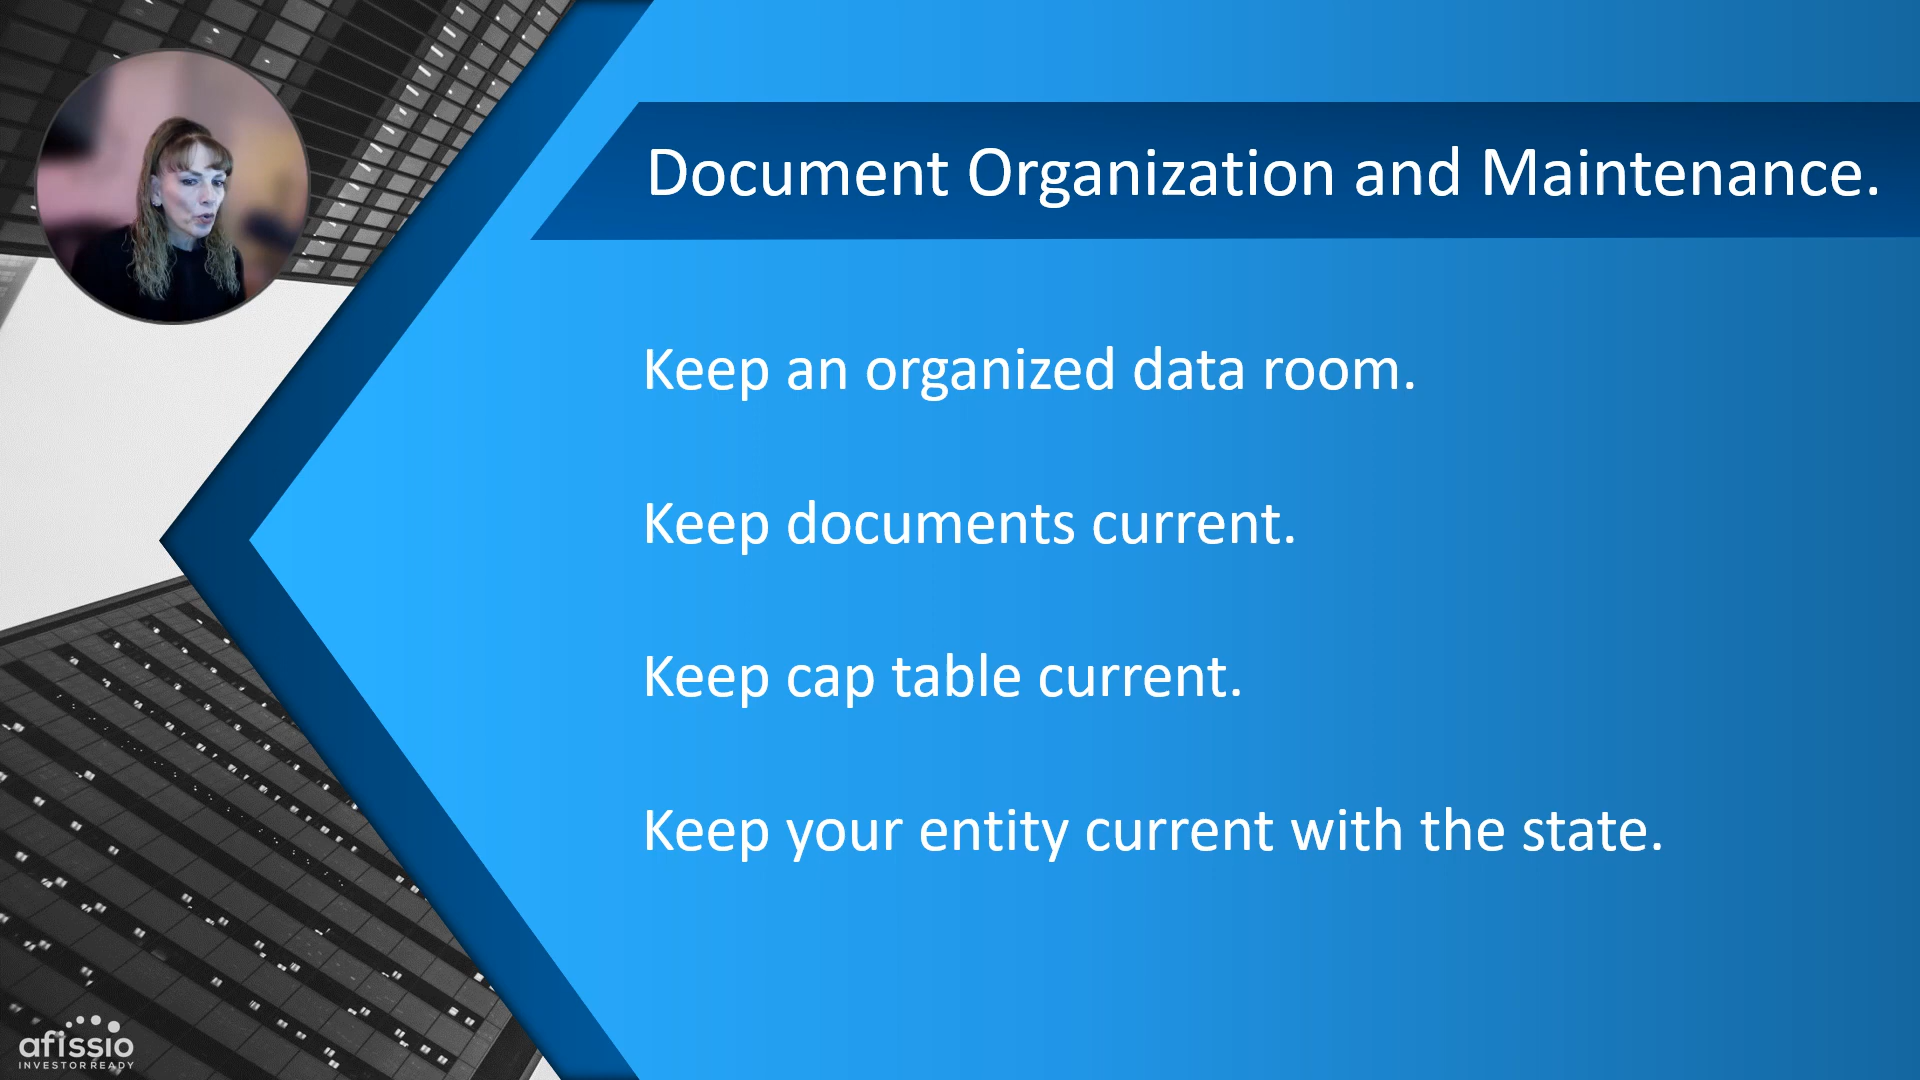 Document Organization and Maintenance.
Keep an organized data room.
Keep documents current.
Keep cap table current.
Keep your entity current with the state.
afissio
INVESTOR READY